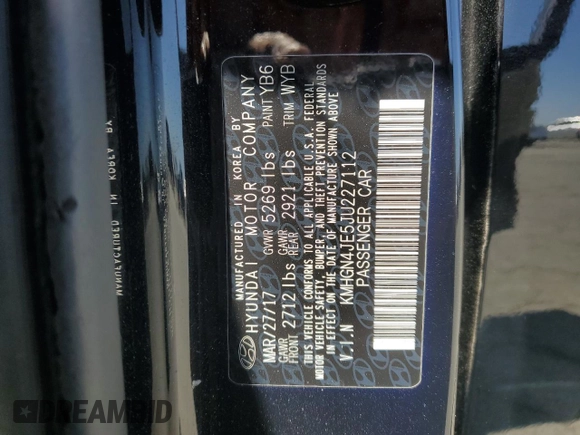 MANUFACTURED IN KOREA BY
HYUNDAI MOTOR COMPANY
MAR/27/17 GVWR 5269 lbs PAINT YB6
GAWR FRONT 2712 lbs GAWR REAR 2921 lbs TRIM WYB
THIS VEHICLE CONFORMS TO ALL APPLICABLE U.S.A. FEDERAL
MOTOR VEHICLE SAFETY, BUMPER, AND THEFT PREVENTION STANDARDS
IN EFFECT ON THE DATE OF MANUFACTURE SHOWN ABOVE
V.I.N KMHGN4JE5JU227112
PASSENGER CAR
DREAMBID